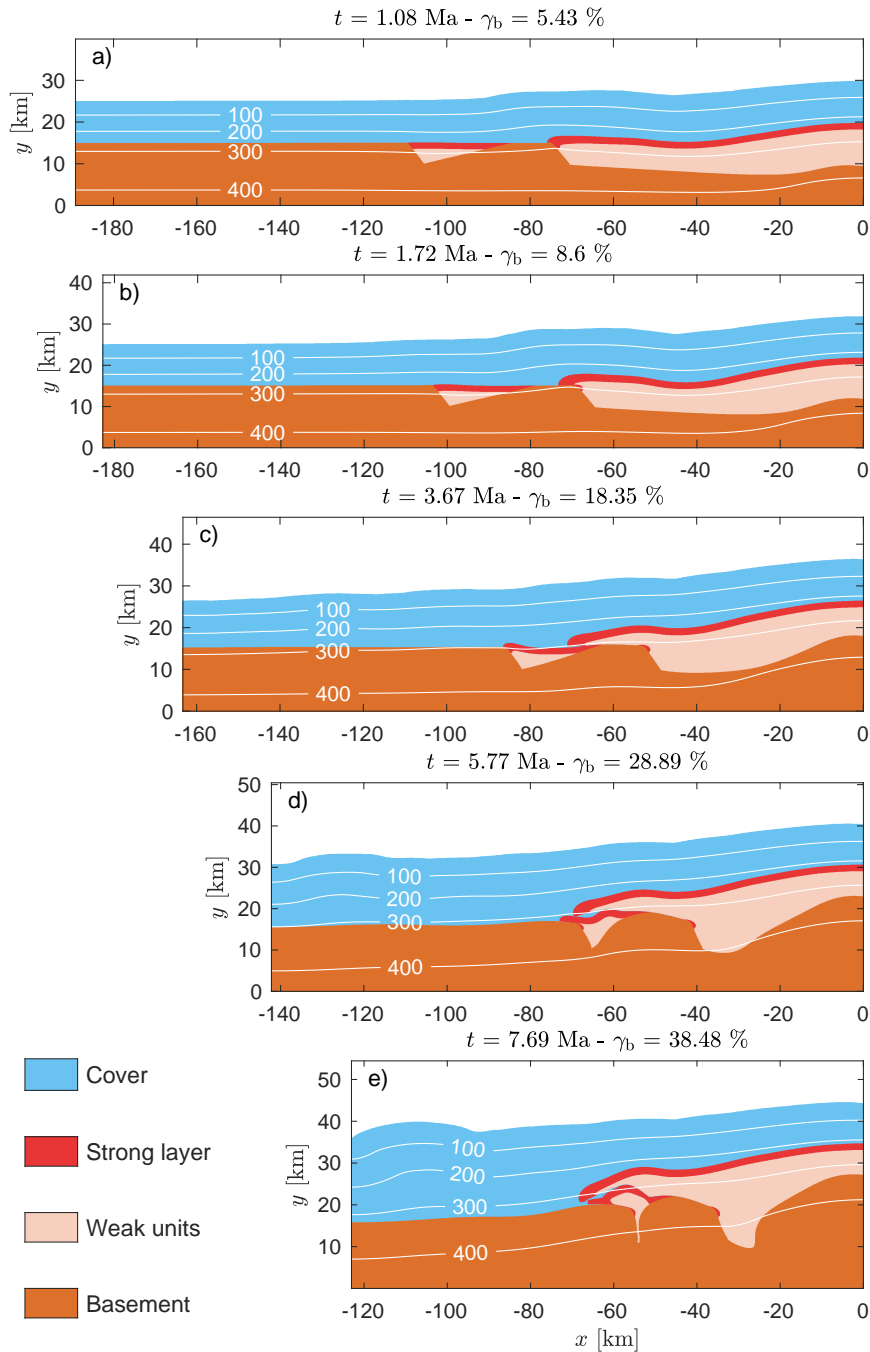 t = 1.08 Ma - γb = 5.43 %
a)
y [km]
30
20
10
0
100
200
300
400
-180 -160 -140 -120 -100 -80 -60 -40 -20 0
t = 1.72 Ma - γb = 8.6 %
b)
y [km]
40
30
20
10
0
100
200
300
400
-180 -160 -140 -120 -100 -80 -60 -40 -20 0
t = 3.67 Ma - γb = 18.35 %
c)
y [km]
40
30
20
10
0
100
200
300
400
-160 -140 -120 -100 -80 -60 -40 -20 0
t = 5.77 Ma - γb = 28.89 %
d)
y [km]
50
40
30
20
10
0
100
200
300
400
-140 -120 -100 -80 -60 -40 -20 0
t = 7.69 Ma - γb = 38.48 %
e)
y [km]
50
40
30
20
10
100
200
300
400
-120 -100 -80 -60 -40 -20 0
x [km]
Cover
Strong layer
Weak units
Basement